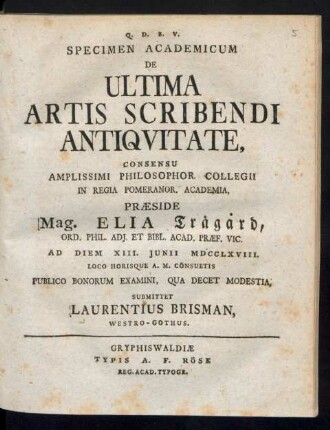 5
Q. D. B. V.
SPECIMEN ACADEMICUM
DE
ULTIMA
ARTIS SCRIBENDI
ANTIQVITATE,
CONSENSU
AMPLISSIMI PHILOSOPHOR. COLLEGII
IN REGIA POMERANOR. ACADEMIA,
PRÆSIDE
Mag. ELIA Trägård,
ORD. PHIL. ADJ. ET BIBL. ACAD. PRÆF. VIC.
AD DIEM XIII. JUNII MDCCLXVIII.
LOCO HORISQUE A. M. CONSUETIS
PUBLICO BONORUM EXAMINI, QUA DECET MODESTIA,
SUBMITTET
LAURENTIUS BRISMAN,
WESTRO-GOTHUS.
GRYPHISWALDIÆ
TYPIS A. F. RÖSE
REG. ACAD. TYPOGR.